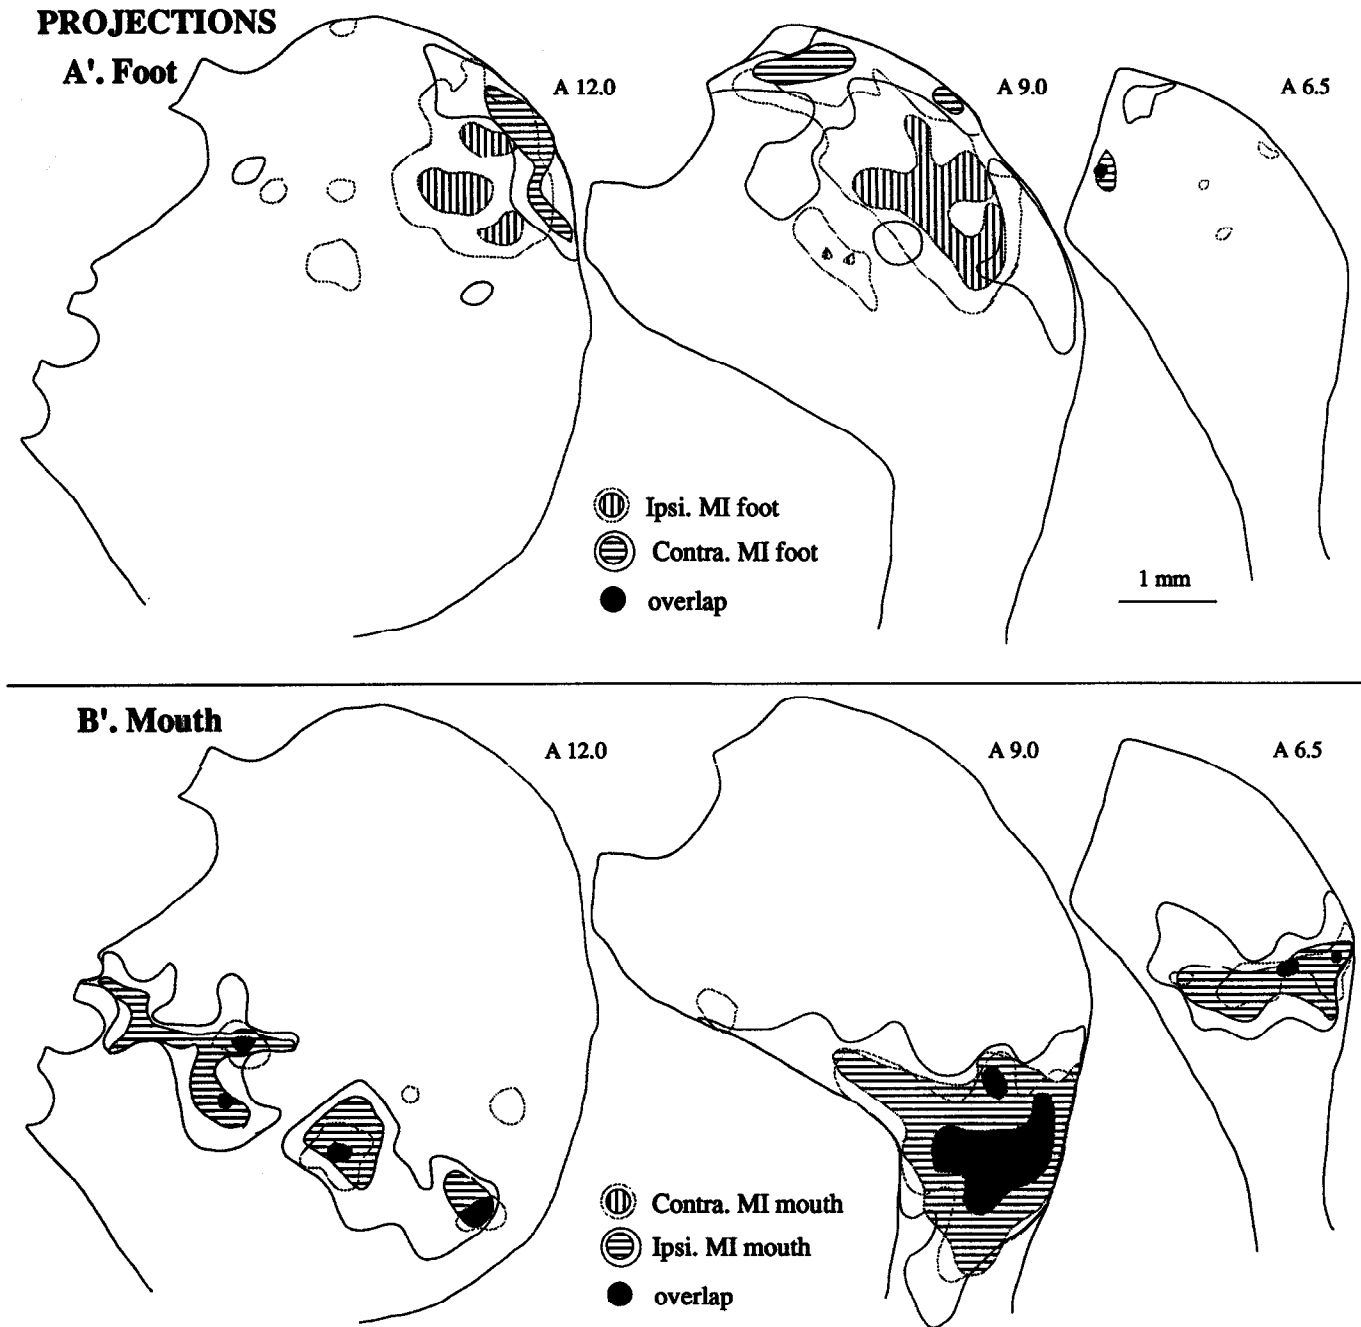 PROJECTIONS
A'. Foot
A 12.0
A 9.0
A 6.5
Ipsi. MI foot
Contra. MI foot
overlap
1 mm
B'. Mouth
A 12.0
A 9.0
A 6.5
Contra. MI mouth
Ipsi. MI mouth
overlap